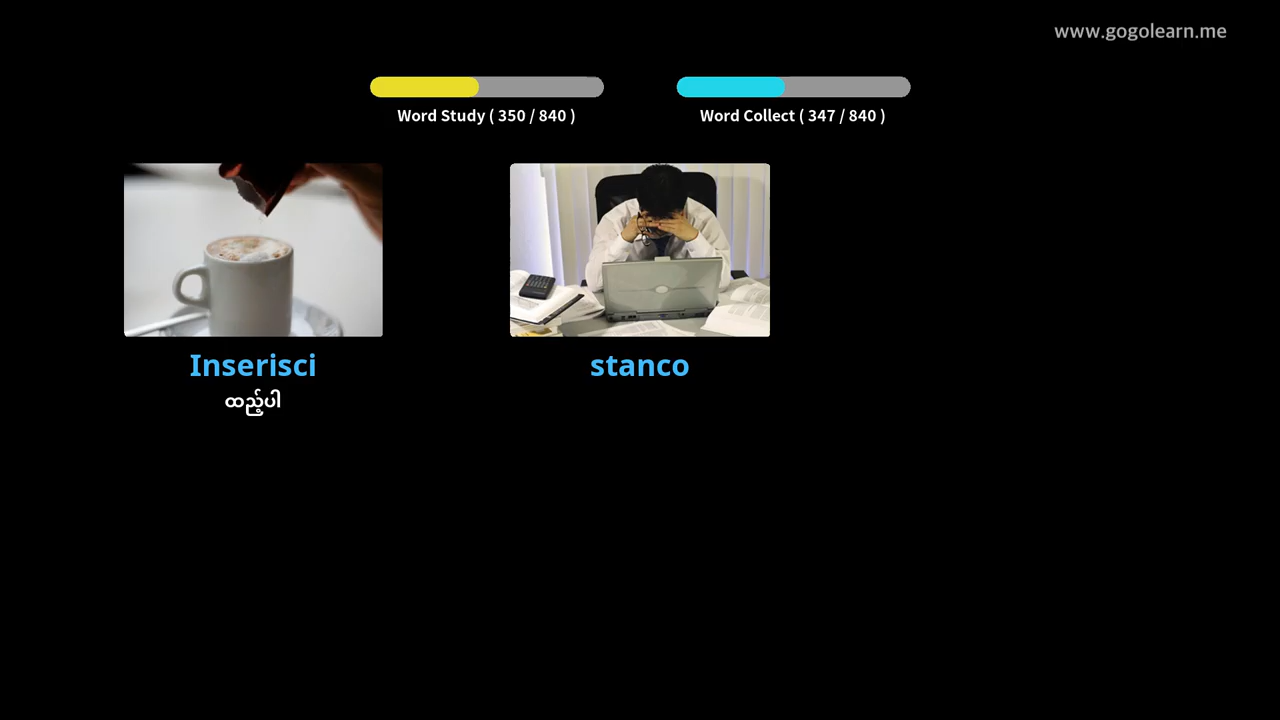 www.gogolearn.me
Word Study ( 350 / 840 )
Word Collect ( 347 / 840 )
Inserisci
stanco
ထည့်ပါ